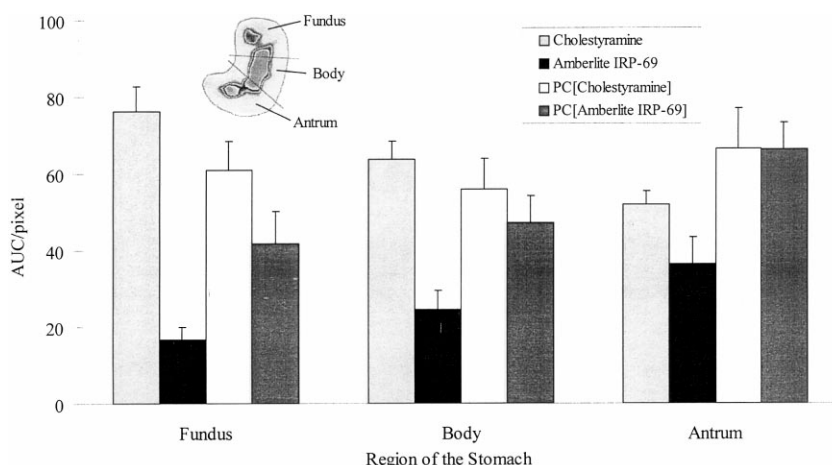 100
80
60
40
20
0
AUC/pixel
Fundus
Body
Antrum
Cholestyramine
Amberlite IRP-69
PC[Cholestyramine]
PC[Amberlite IRP-69]
Fundus
Body
Antrum
Region of the Stomach